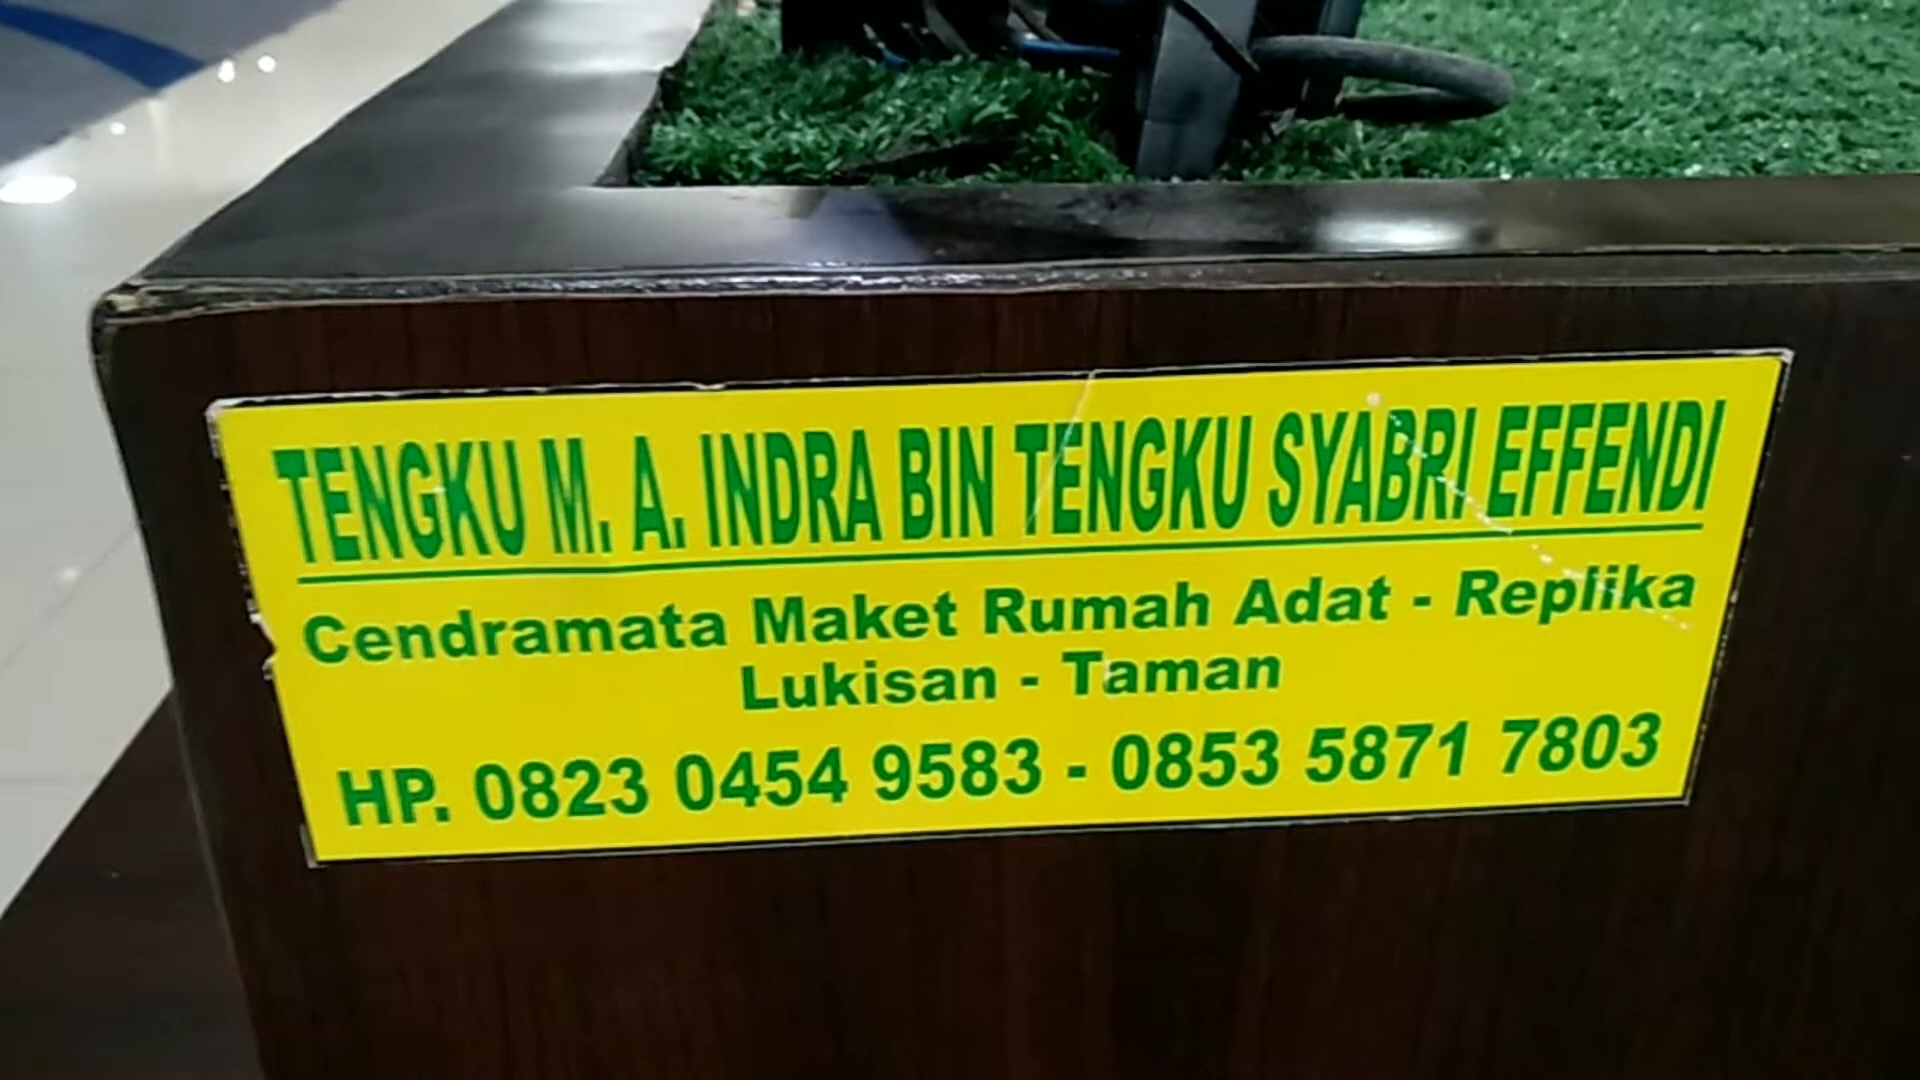 TENGKU M. A. INDRA BIN TENGKU SYABRI EFFENDI
Cendramata Maket Rumah Adat - Replika
Lukisan - Taman
HP. 0823 0454 9583 - 0853 5871 7803